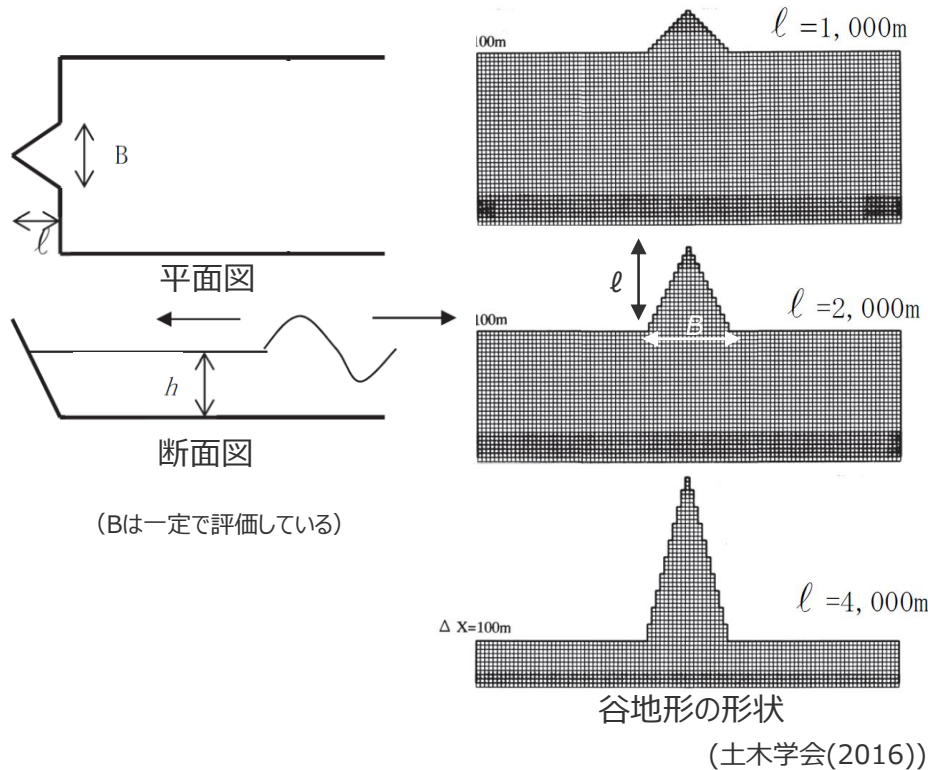 B
ℓ
平面図
h
断面図
（Bは一定で評価している）
100m
ℓ =1, 000m
ℓ
100m
B
ℓ =2, 000m
Δ X=100m
ℓ =4, 000m
谷地形の形状
(土木学会(2016))